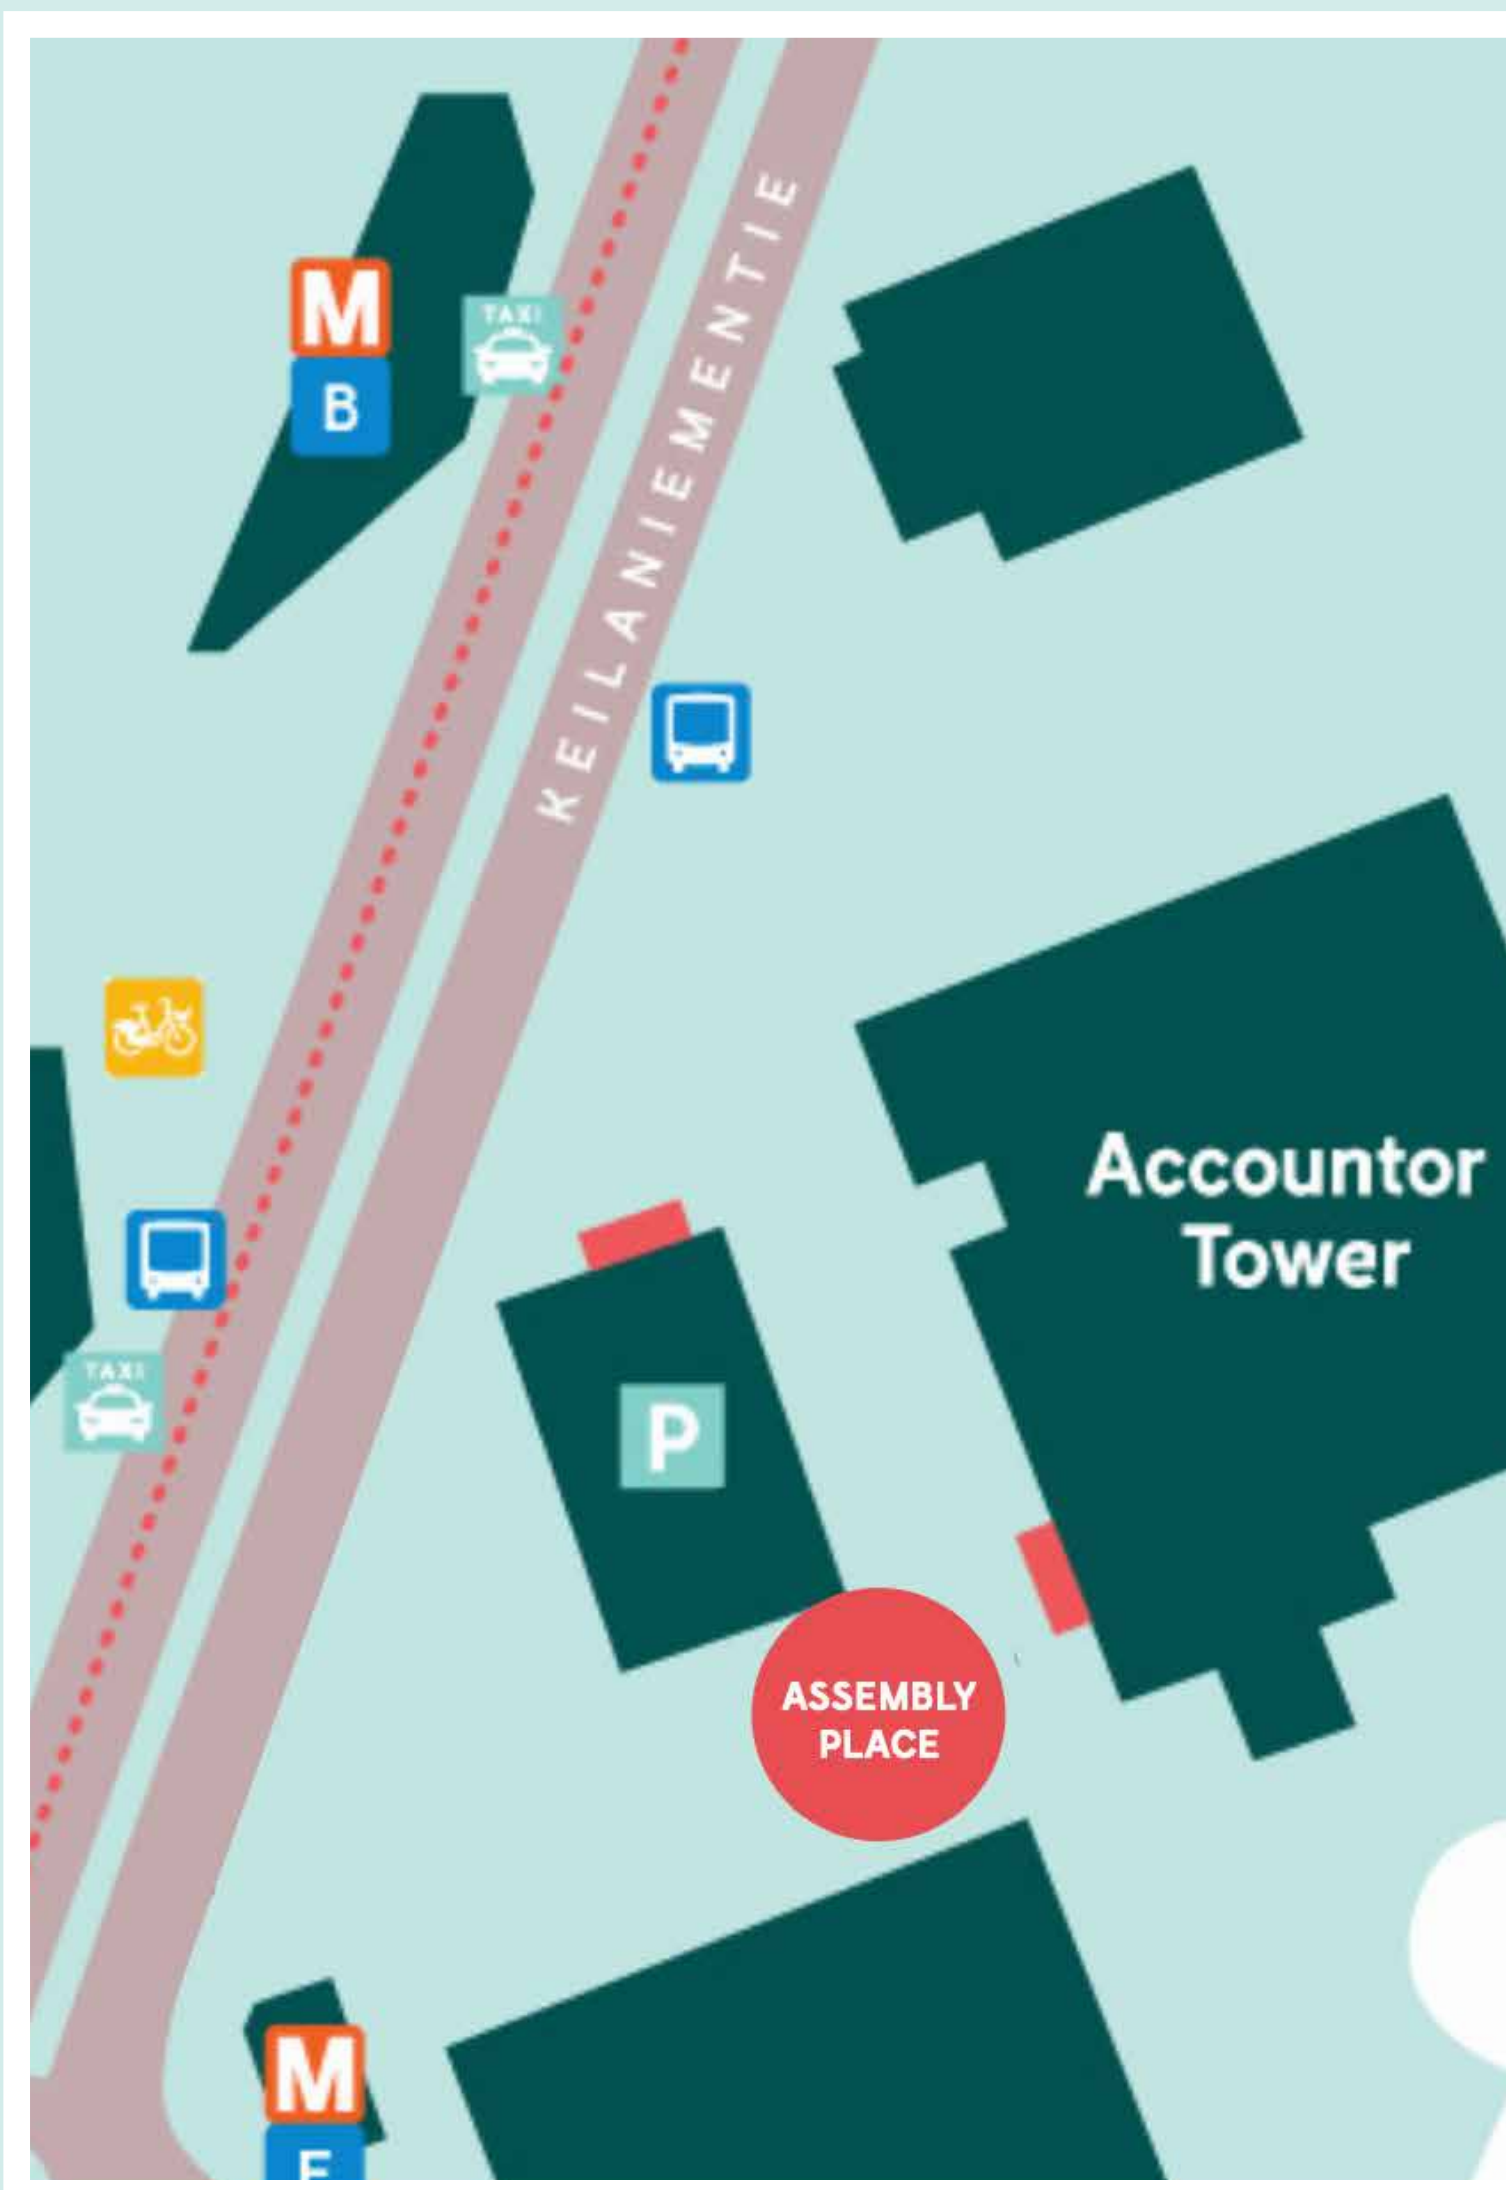 M
B
TAXI
KEILANIEMENTIE
Accountor
Tower
TAXI
P
ASSEMBLY
PLACE
M